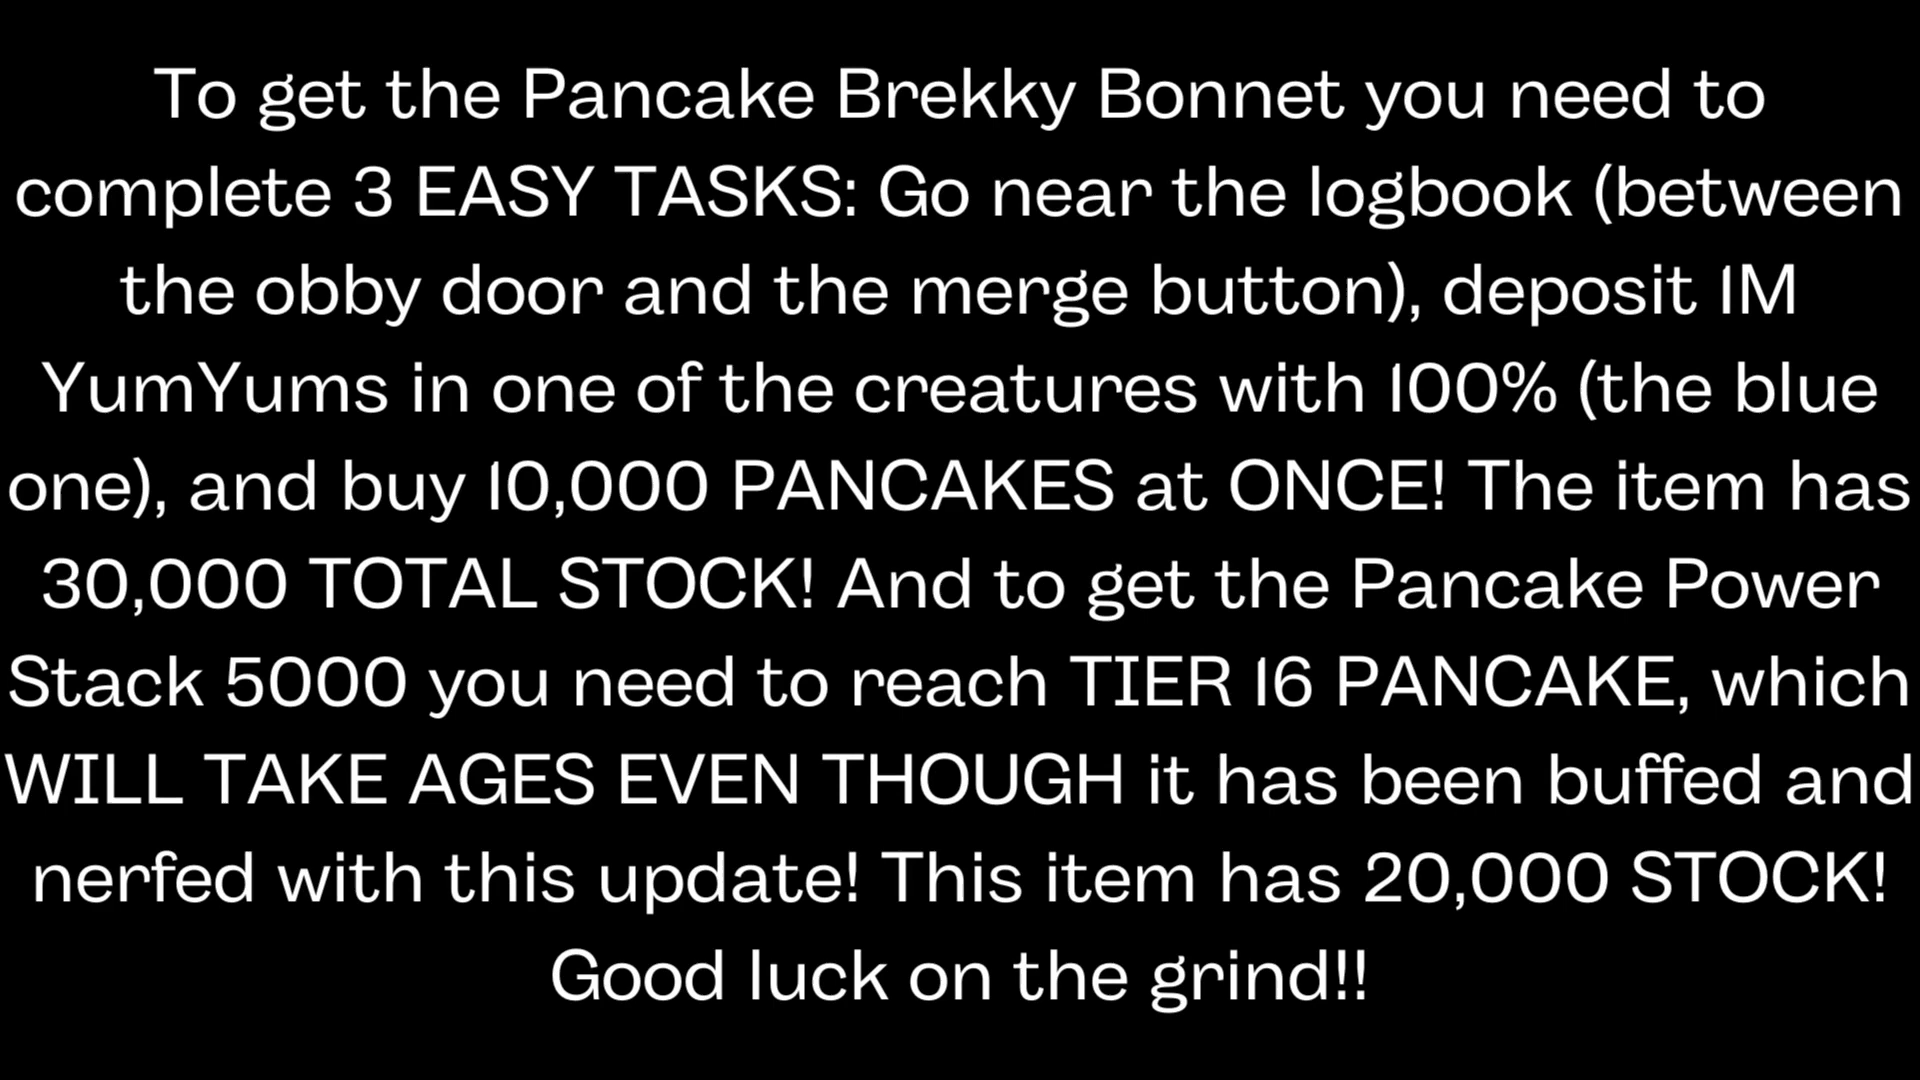 To get the Pancake Brekky Bonnet you need to
complete 3 EASY TASKS: Go near the logbook (between
the obby door and the merge button), deposit 1M
YumYums in one of the creatures with 100% (the blue
one), and buy 10,000 PANCAKES at ONCE! The item has
30,000 TOTAL STOCK! And to get the Pancake Power
Stack 5000 you need to reach TIER 16 PANCAKE, which
WILL TAKE AGES EVEN THOUGH it has been buffed and
nerfed with this update! This item has 20,000 STOCK!
Good luck on the grind!!